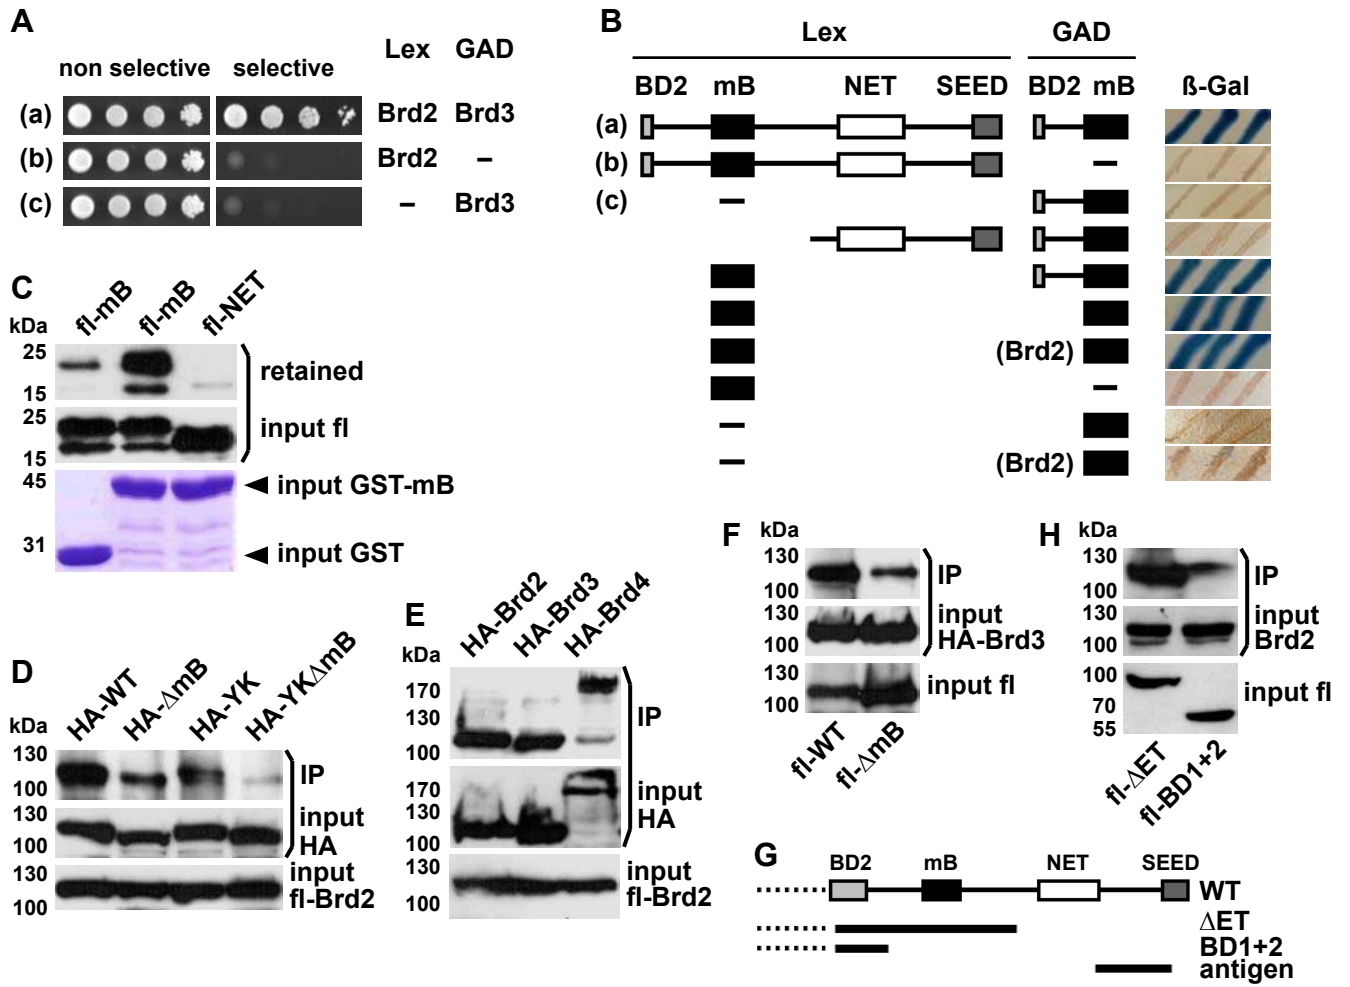 A
Lex GAD
non selective selective
(a) Brd2 Brd3
(b) Brd2 –
(c) – Brd3
B
Lex GAD
BD2 mB NET SEED BD2 mB ß-Gal
(a)
(b) –
(c) –
(Brd2)
–
–
– (Brd2)
C
fl-mB fl-mB fl-NET
kDa
25
15
retained
25
15
input fl
45
input GST-mB
31
input GST
D
HA-WT HA-ΔmB HA-YK HA-YKΔmB
kDa
130
100
IP
130
100
input
HA
130
100
input
fl-Brd2
E
HA-Brd2 HA-Brd3 HA-Brd4
kDa
170
130
100
IP
170
130
100
input
HA
130
100
input
fl-Brd2
F
kDa
130
100
IP
130
100
input
HA-Brd3
130
100
input fl
fl-WT fl-ΔmB
H
kDa
130
100
IP
130
100
input
Brd2
100
70
55
input fl
fl-ΔET fl-BD1+2
G
BD2 mB NET SEED
WT
ΔET
BD1+2
antigen